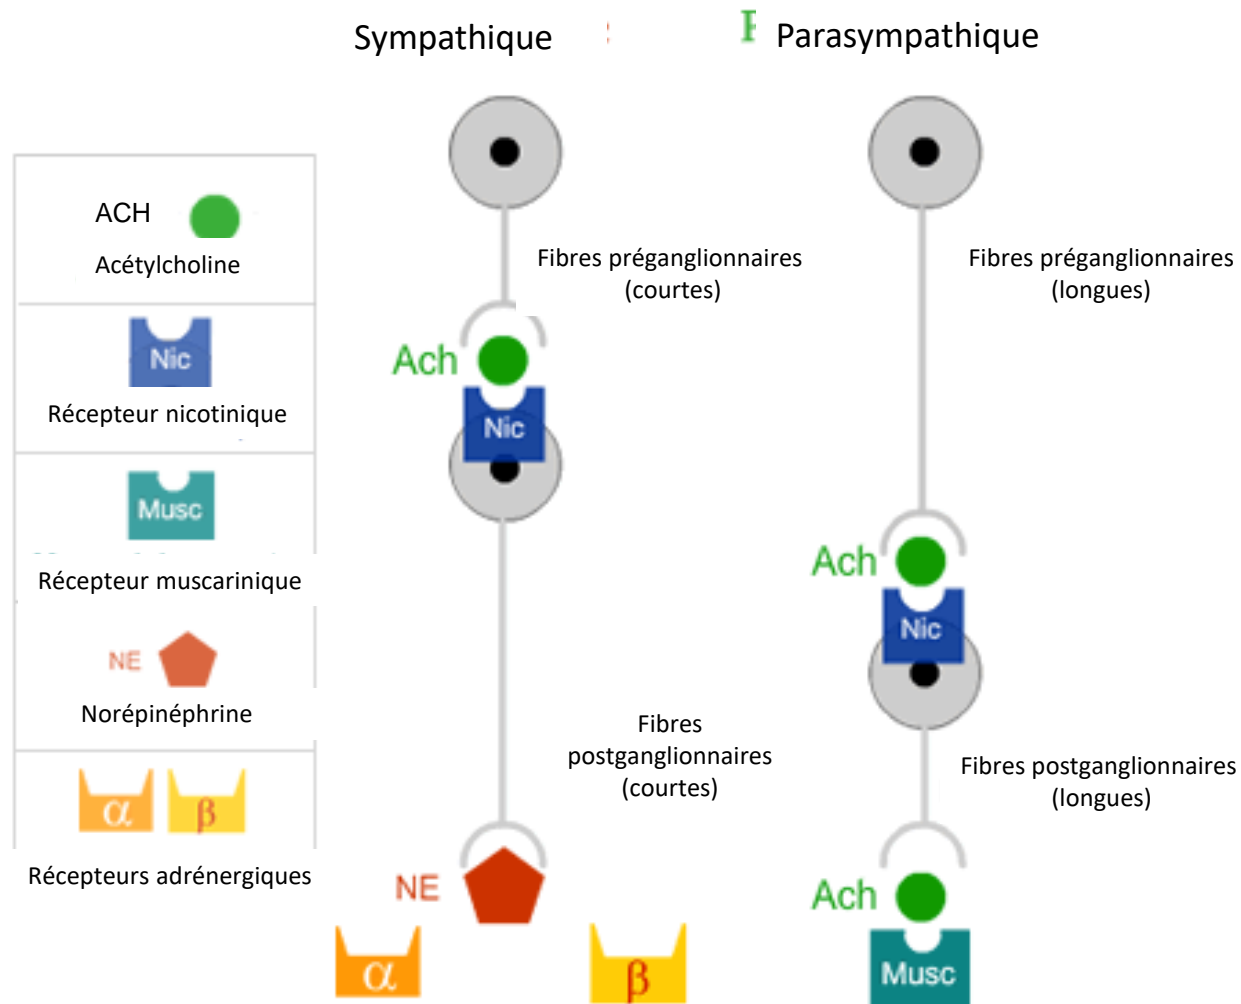 Sympathique
P Parasympathique
ACH
Acétylcholine
Nic
Récepteur nicotinique
Musc
Récepteur muscarinique
NE
Norépinéphrine
α β
Récepteurs adrénergiques
Fibres préganglionnaires
(courtes)
Ach
Nic
Fibres
postganglionnaires
(courtes)
NE
α
β
Fibres préganglionnaires
(longues)
Ach
Nic
Fibres postganglionnaires
(longues)
Ach
Musc